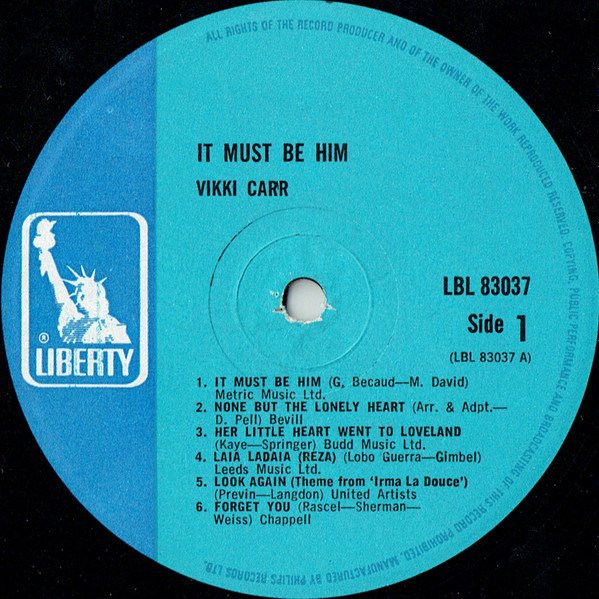 ALL RIGHTS OF THE RECORD PRODUCER AND OF THE OWNER OF THE WORK REPRODUCED RESERVED. COPYING, PUBLIC PERFORMANCE AND BROADCASTING OF THIS RECORD PROHIBITED. MANUFACTURED BY PHILIPS RECORDS LTD.
IT MUST BE HIM
VIKKI CARR
LBL 83037
Side 1
(LBL 83037 A)
® LIBERTY
1. IT MUST BE HIM (G, Becaud—M. David)
Metric Music Ltd.
2. NONE BUT THE LONELY HEART (Arr. & Adpt.—
D. Pell) Bevill
3. HER LITTLE HEART WENT TO LOVELAND
(Kaye—Springer) Budd Music Ltd.
4. LAIA LADAIA (REZA) (Lobo Guerra—Gimbel)
Leeds Music Ltd.
5. LOOK AGAIN (Theme from ‘Irma La Douce’)
(Previn—Langdon) United Artists
6. FORGET YOU (Rascel—Sherman—
Weiss) Chappell